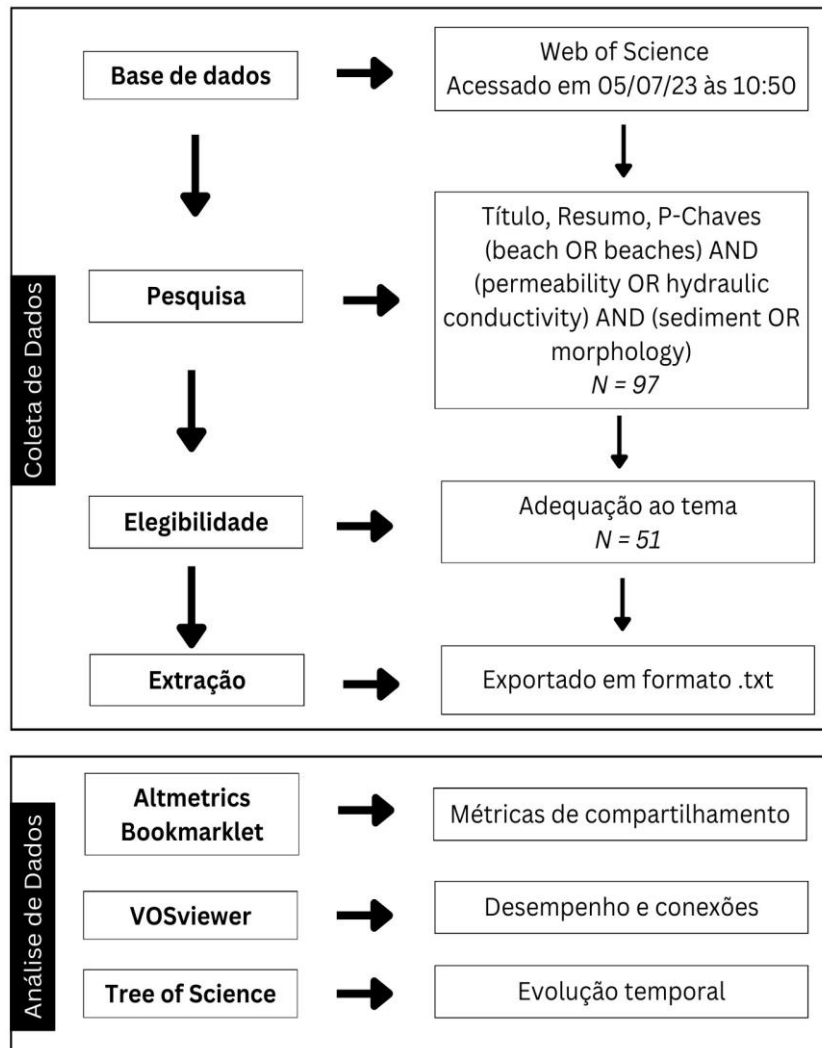 Coleta de Dados
Base de dados
Web of Science
Acessado em 05/07/23 às 10:50
Pesquisa
Título, Resumo, P-Chaves
(beach OR beaches) AND
(permeability OR hydraulic
conductivity) AND (sediment OR
morphology)
N = 97
Elegibilidade
Adequação ao tema
N = 51
Extração
Exportado em formato .txt
Análise de Dados
Altmetrics
Bookmarklet
Métricas de compartilhamento
VOSviewer
Desempenho e conexões
Tree of Science
Evolução temporal